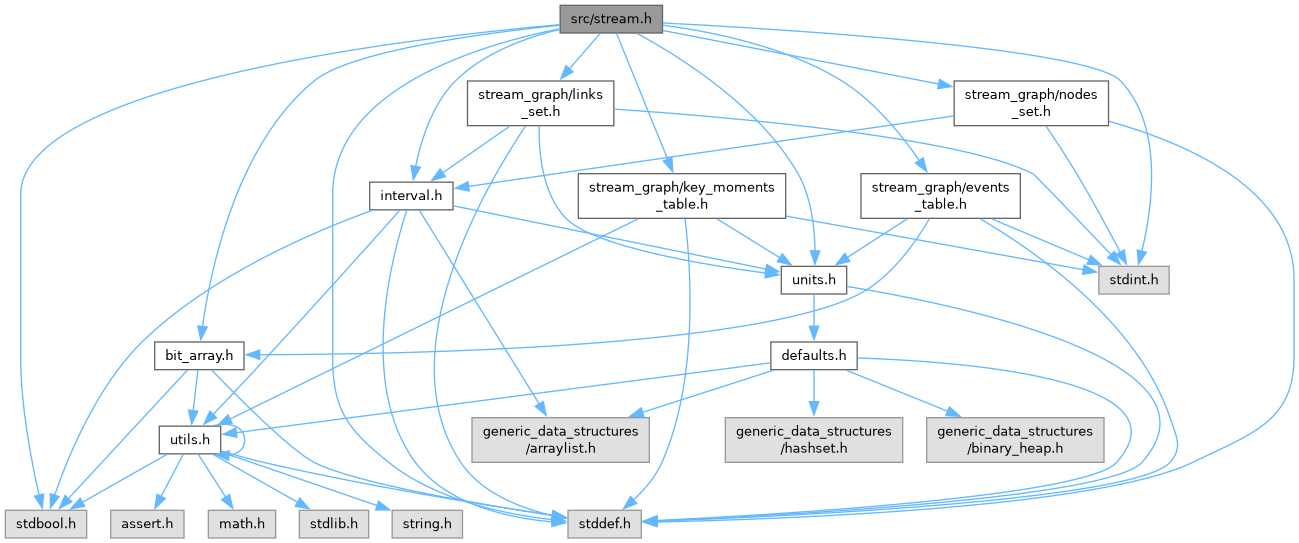 src/stream.h
stream_graph/links
_set.h
stream_graph/nodes
_set.h
interval.h
stream_graph/key_moments
_table.h
stream_graph/events
_table.h
units.h
stdint.h
bit_array.h
defaults.h
utils.h
generic_data_structures
/arraylist.h
generic_data_structures
/hashset.h
generic_data_structures
/binary_heap.h
stdbool.h
assert.h
math.h
stdlib.h
string.h
stddef.h